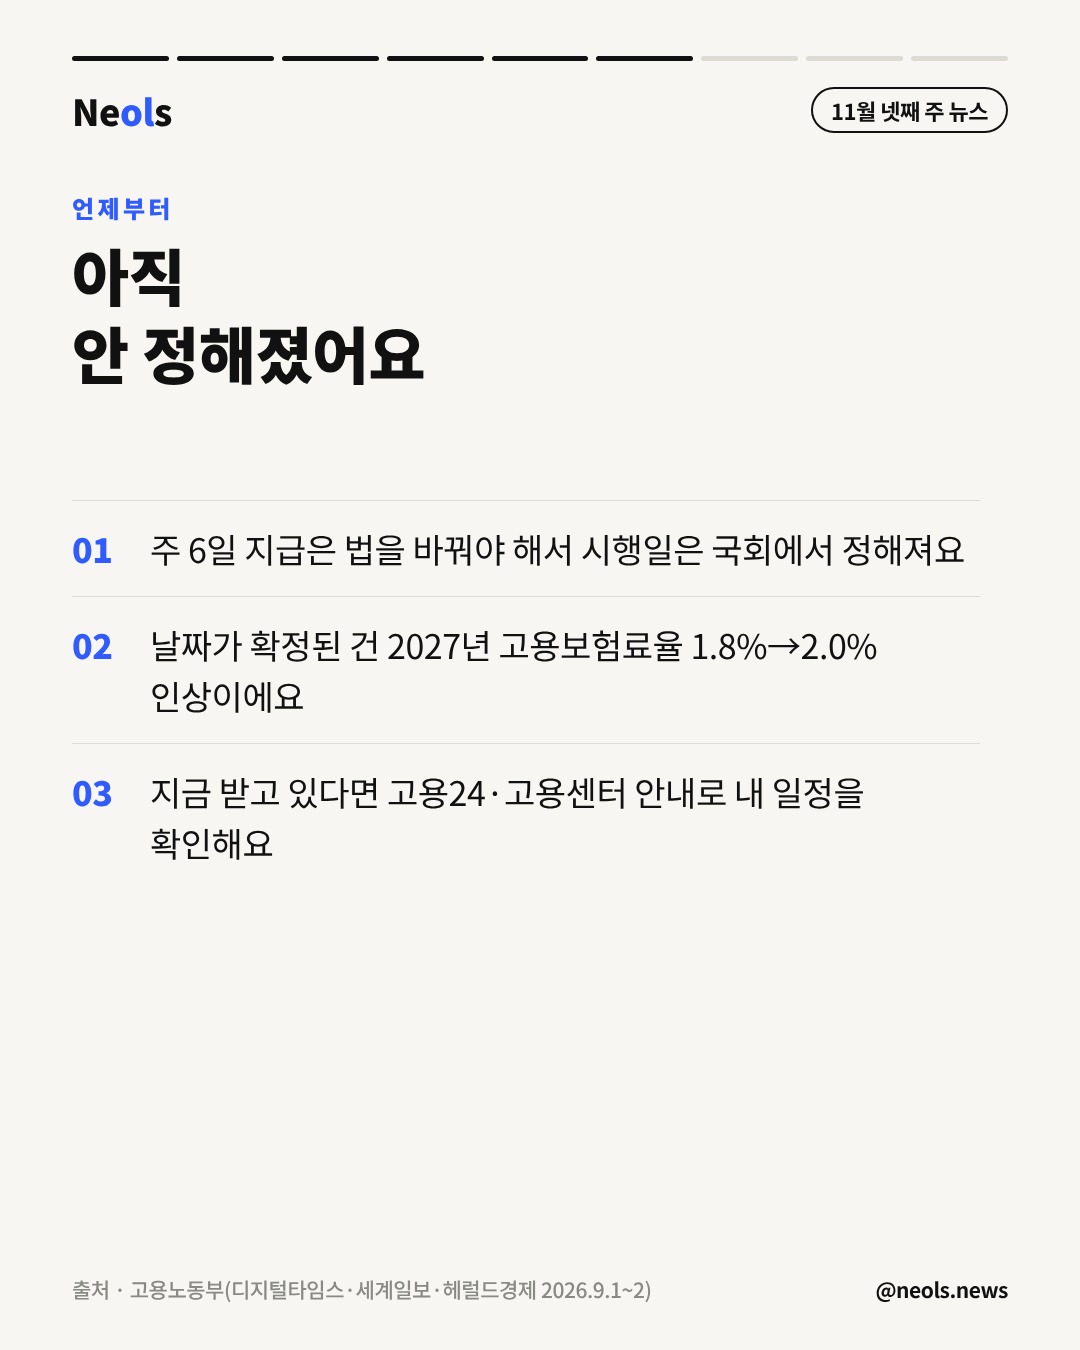 Neols
11월 넷째 주 뉴스
언제부터
아직
안 정해졌어요
01 주 6일 지급은 법을 바꿔야 해서 시행일은 국회에서 정해져요
02 날짜가 확정된 건 2027년 고용보험료율 1.8%→2.0%
인상이에요
03 지금 받고 있다면 고용24·고용센터 안내로 내 일정을
확인해요
출처 · 고용노동부(디지털타임스·세계일보·헤럴드경제 2026.9.1~2)
@neols.news